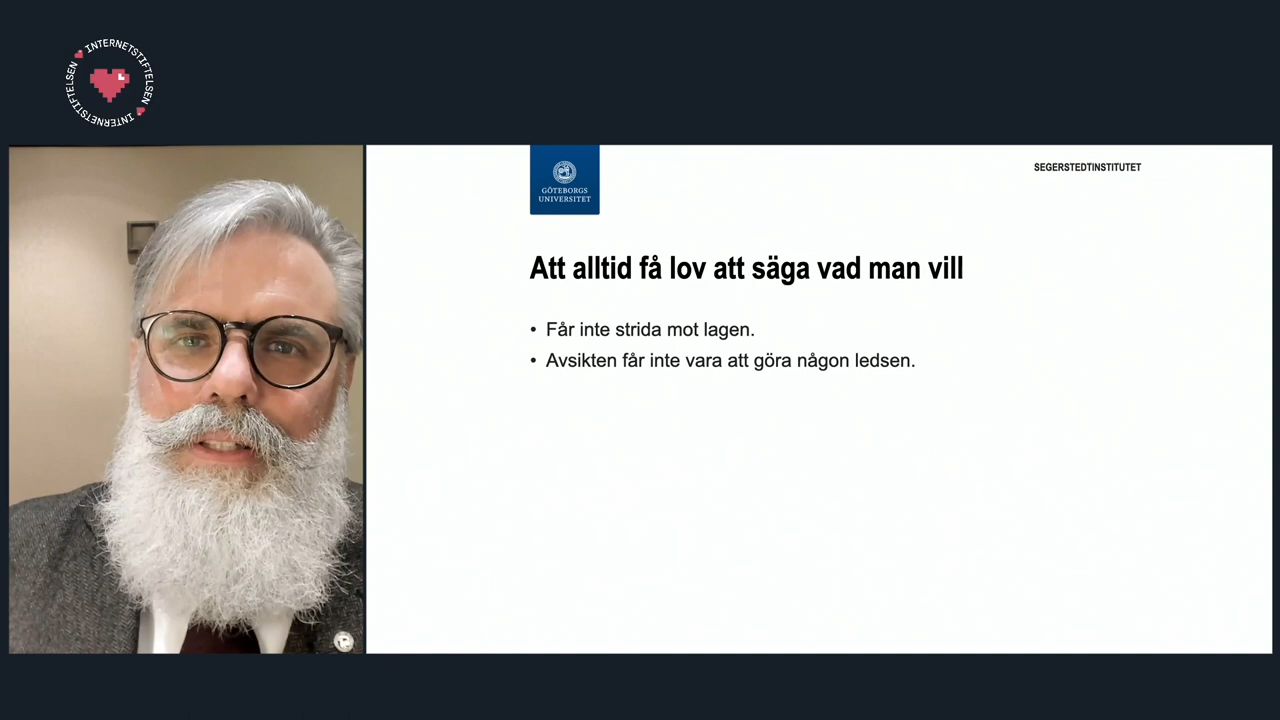 INTERNETSTIFTELSEN
INTERNETSTIFTELSEN
GÖTEBORGS
UNIVERSITET
SEGERSTEDTINSTITUTET
Att alltid få lov att säga vad man vill
• Får inte strida mot lagen.
• Avsikten får inte vara att göra någon ledsen.